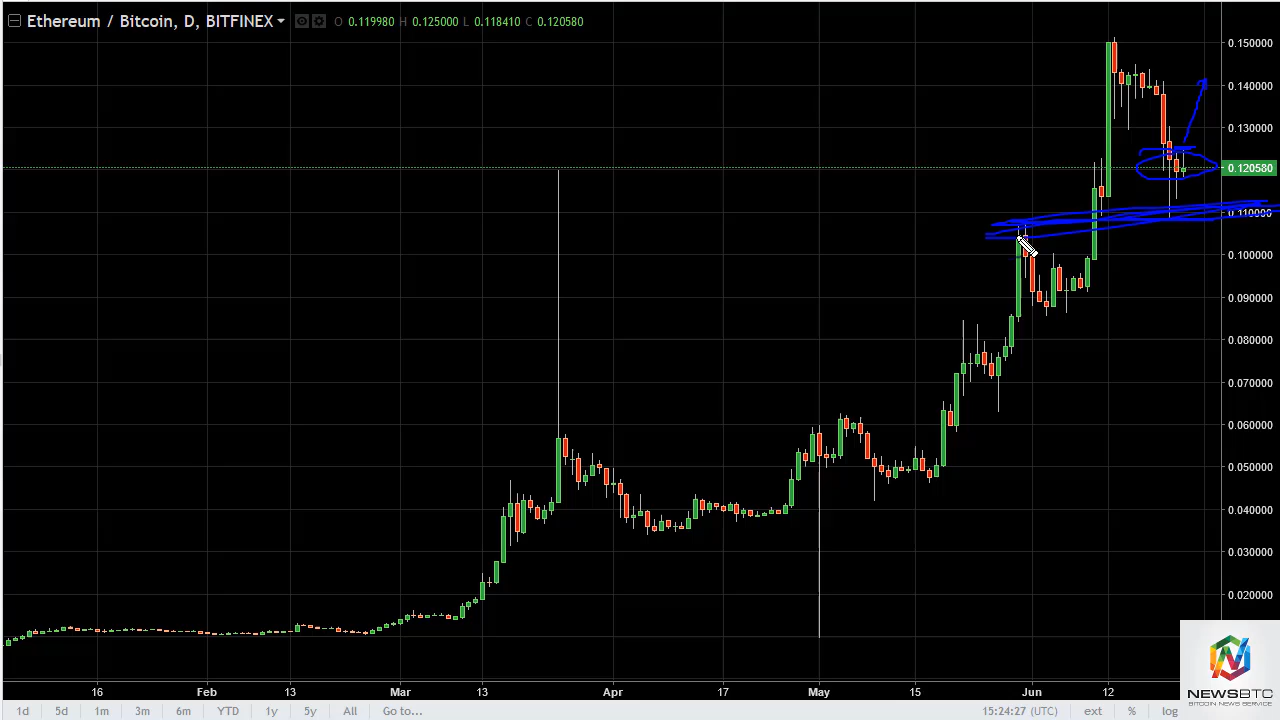 Ethereum / Bitcoin, D, BITFINEX O 0.119980 H 0.125000 L 0.118410 C 0.120580
0.150000
0.140000
0.130000
0.120580
0.110000
0.100000
0.090000
0.080000
0.070000
0.060000
0.050000
0.040000
0.030000
0.020000
16 Feb 13 Mar 13 Apr 17 May 15 Jun 12
NEWSBTC
BITCOIN NEWS SERVICE
1d 5d 1m 3m 6m YTD 1y 5y All Go to... 15:24:27 (UTC) ext % log